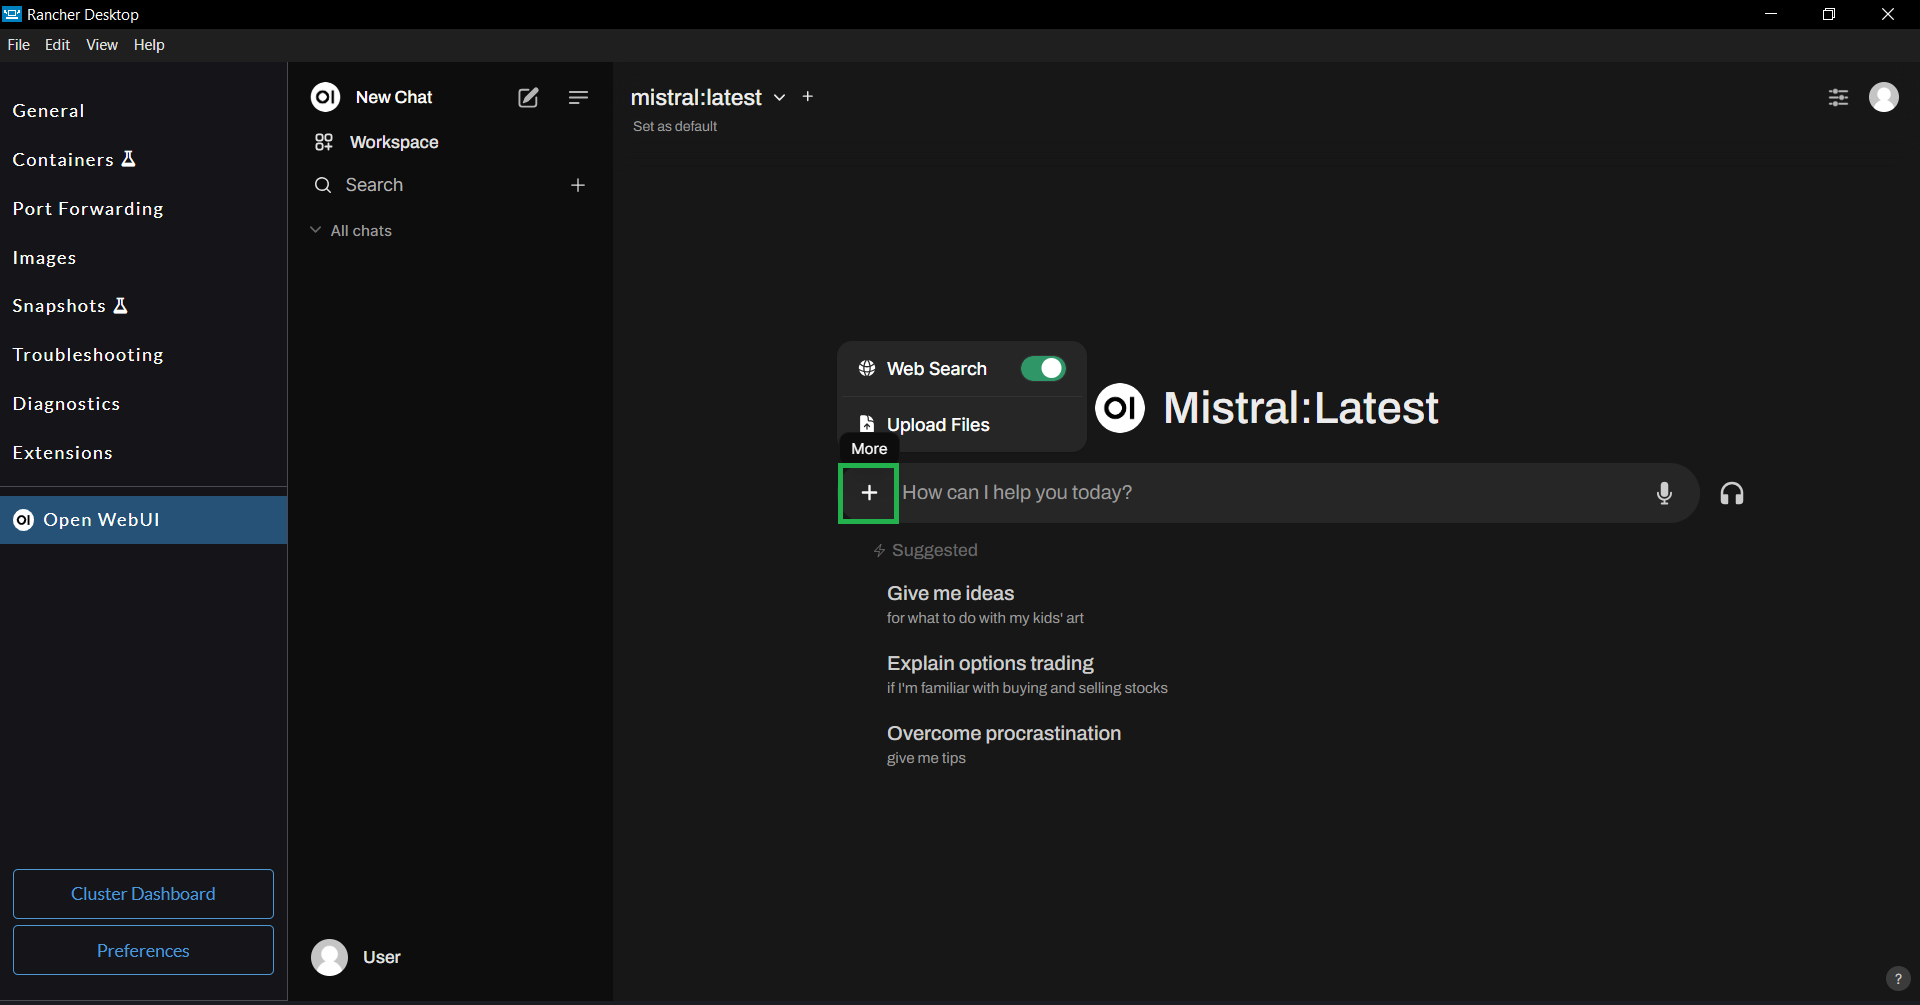 Rancher Desktop
File Edit View Help
General
Containers
Port Forwarding
Images
Snapshots
Troubleshooting
Diagnostics
Extensions
OI Open WebUI
Cluster Dashboard
Preferences
OI New Chat
Workspace
Search
All chats
User
mistral:latest
Set as default
Web Search
Upload Files
More
OI Mistral:Latest
How can I help you today?
Suggested
Give me ideas
for what to do with my kids' art
Explain options trading
if I'm familiar with buying and selling stocks
Overcome procrastination
give me tips
?